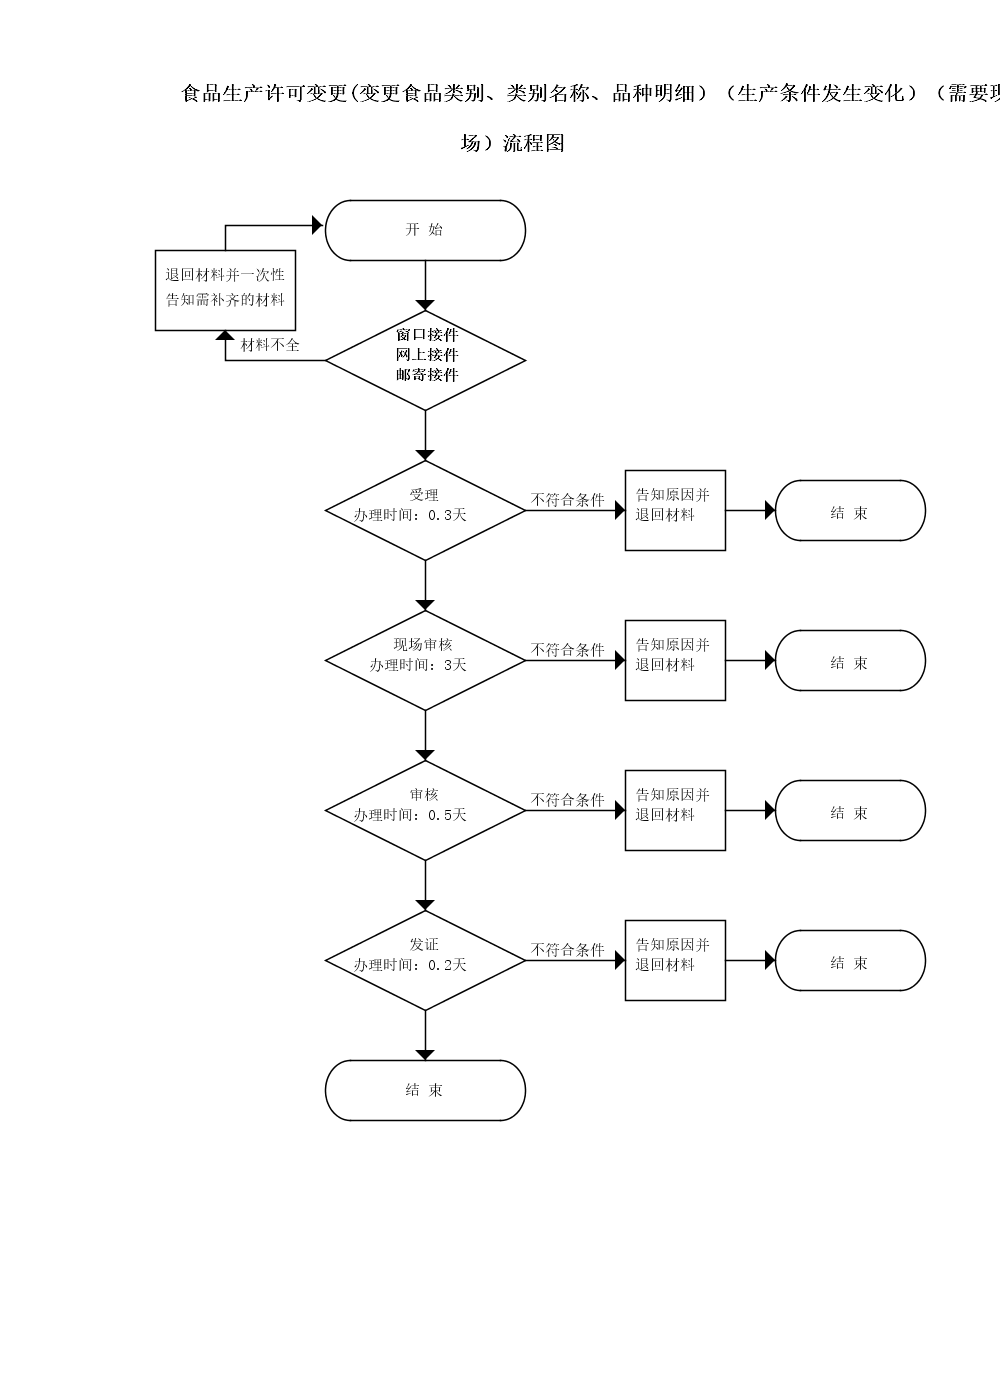 食品生产许可变更(变更食品类别、类别名称、品种明细）（生产条件发生变化）（需要现
场）流程图
开 始
退回材料并一次性
告知需补齐的材料
材料不全
窗口接件
网上接件
邮寄接件
受理
办理时间：0.3天
不符合条件
告知原因并
退回材料
结 束
现场审核
办理时间：3天
不符合条件
告知原因并
退回材料
结 束
审核
办理时间：0.5天
不符合条件
告知原因并
退回材料
结 束
发证
办理时间：0.2天
不符合条件
告知原因并
退回材料
结 束
结 束